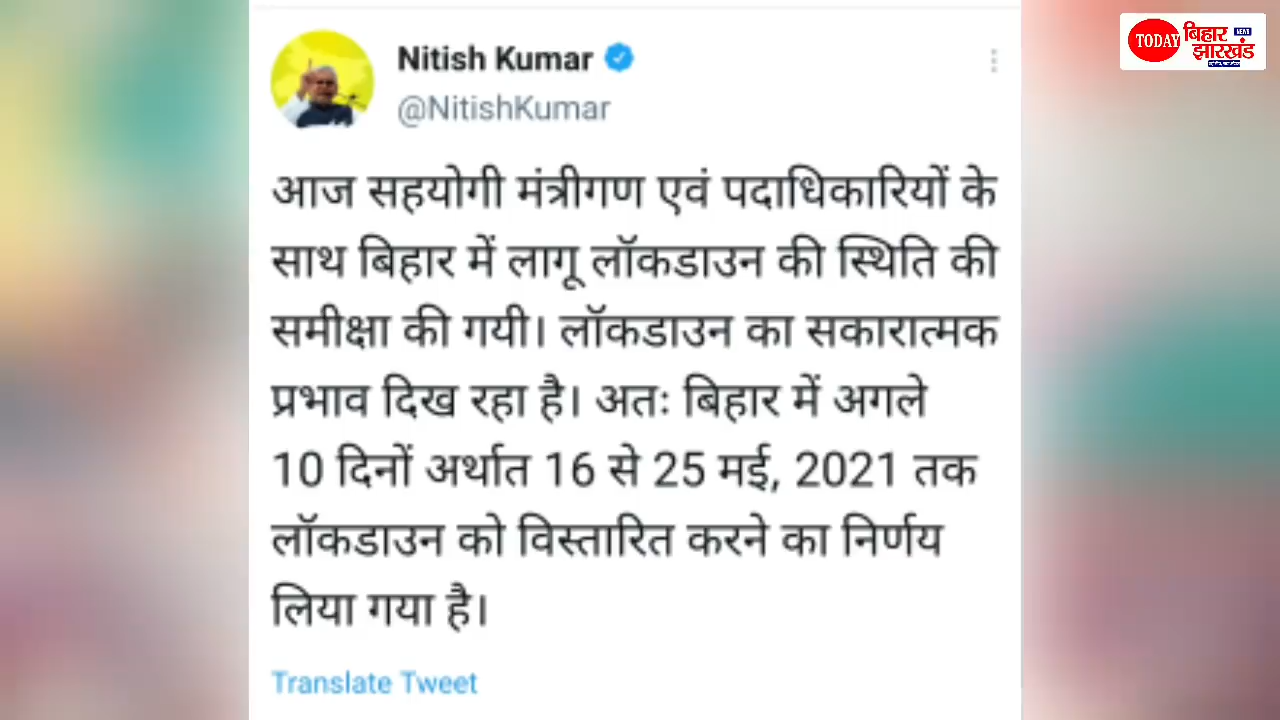 Nitish Kumar
@NitishKumar
आज सहयोगी मंत्रीगण एवं पदाधिकारियों के
साथ बिहार में लागू लॉकडाउन की स्थिति की
समीक्षा की गयी। लॉकडाउन का सकारात्मक
प्रभाव दिख रहा है। अतः बिहार में अगले
10 दिनों अर्थात 16 से 25 मई, 2021 तक
लॉकडाउन को विस्तारित करने का निर्णय
लिया गया है।
Translate Tweet
TODAY बिहार NEWS
झारखंड